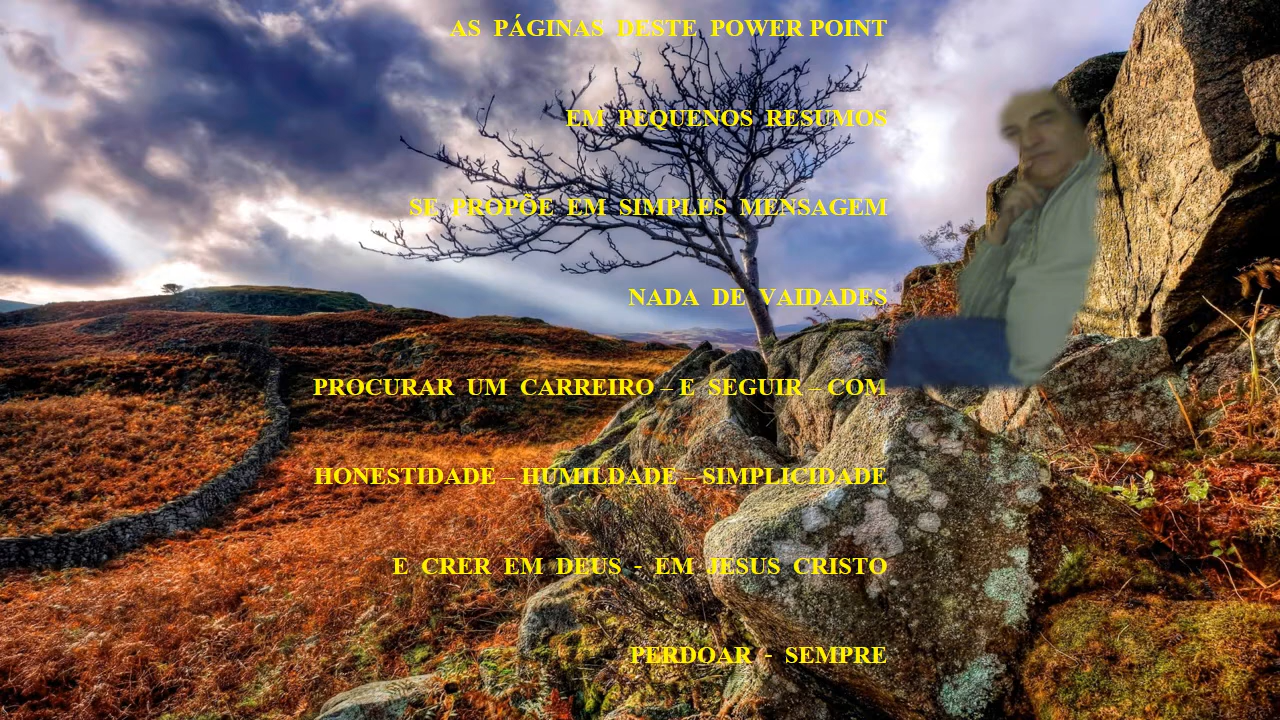 AS PÁGINAS DESTE POWER POINT
EM PEQUENOS RESUMOS
SE PROPÕE EM SIMPLES MENSAGEM
NADA DE VAIDADES
PROCURAR UM CARREIRO – E SEGUIR – COM
HONESTIDADE – HUMILDADE – SIMPLICIDADE
E CRER EM DEUS - EM JESUS CRISTO
PERDOAR - SEMPRE